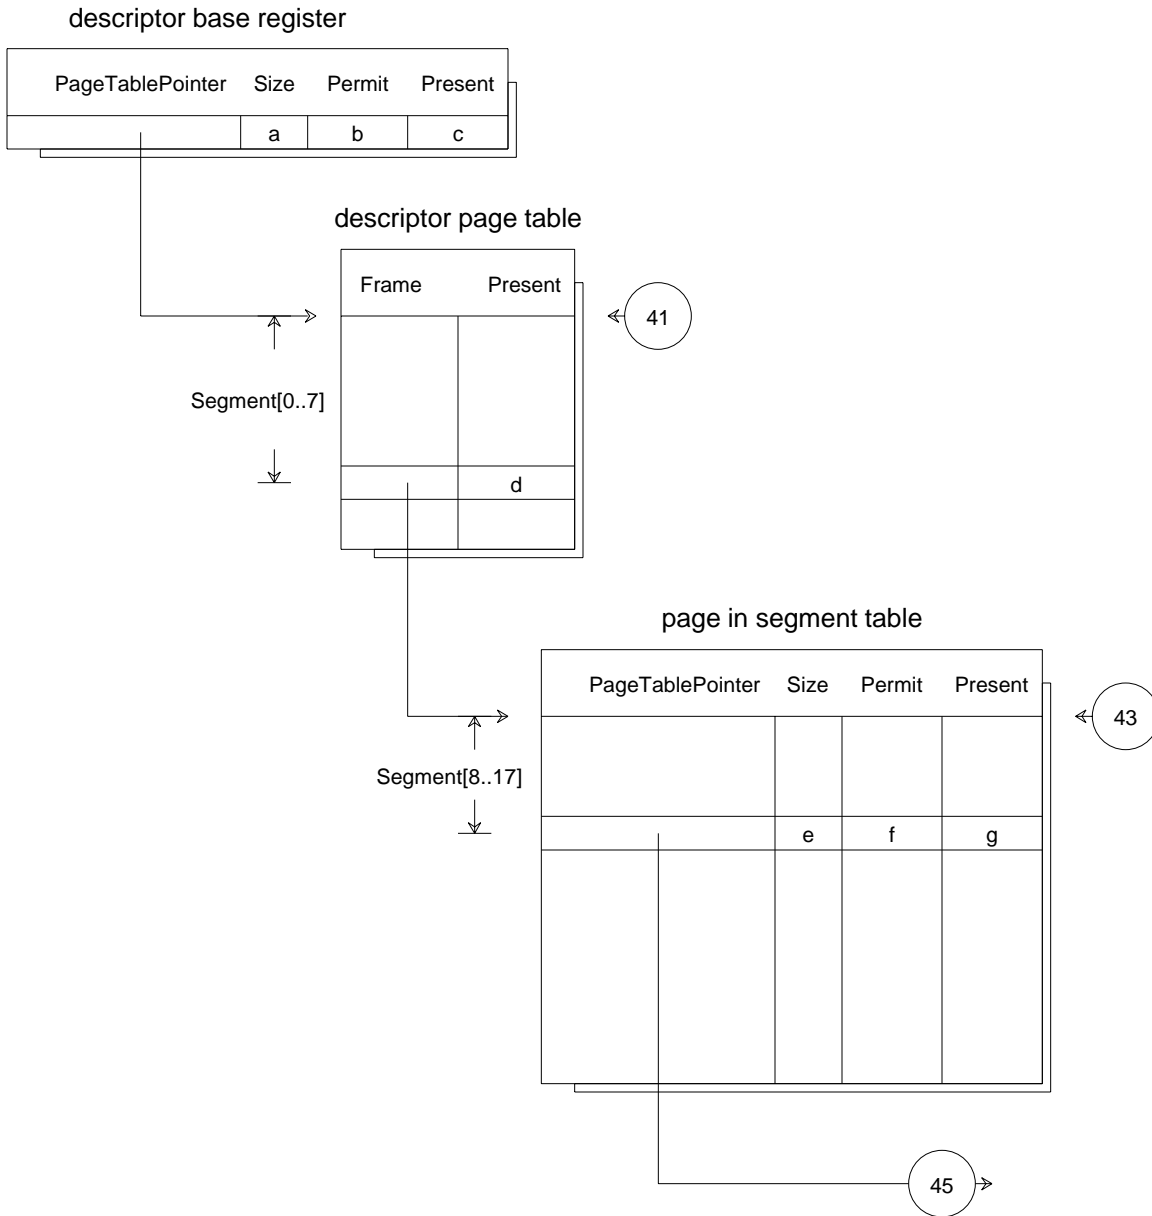 descriptor base register
PageTablePointer Size Permit Present
a b c
descriptor page table
Frame Present
41
Segment[0..7]
d
page in segment table
PageTablePointer Size Permit Present
43
Segment[8..17]
e f g
45